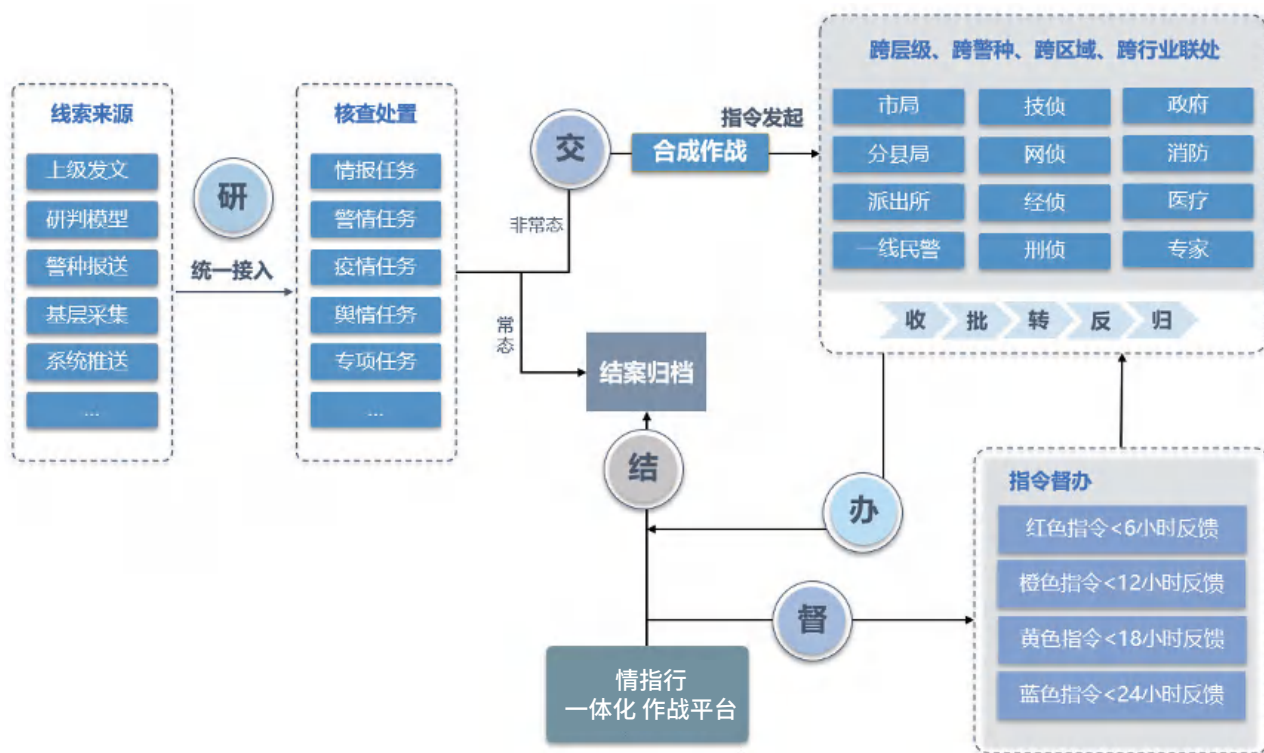 线索来源
上级发文
研判模型
警种报送
基层采集
系统推送
...
研
统一接入
核查处置
情报任务
警情任务
疫情任务
舆情任务
专项任务
...
非常态
常态
交
合成作战
指令发起
跨层级、跨警种、跨区域、跨行业联处
市局
技侦
政府
分县局
网侦
消防
派出所
经侦
医疗
一线民警
刑侦
专家
收
批
转
反
归
结案归档
结
办
督
指令督办
红色指令<6小时反馈
橙色指令<12小时反馈
黄色指令<18小时反馈
蓝色指令<24小时反馈
情指行
一体化 作战平台